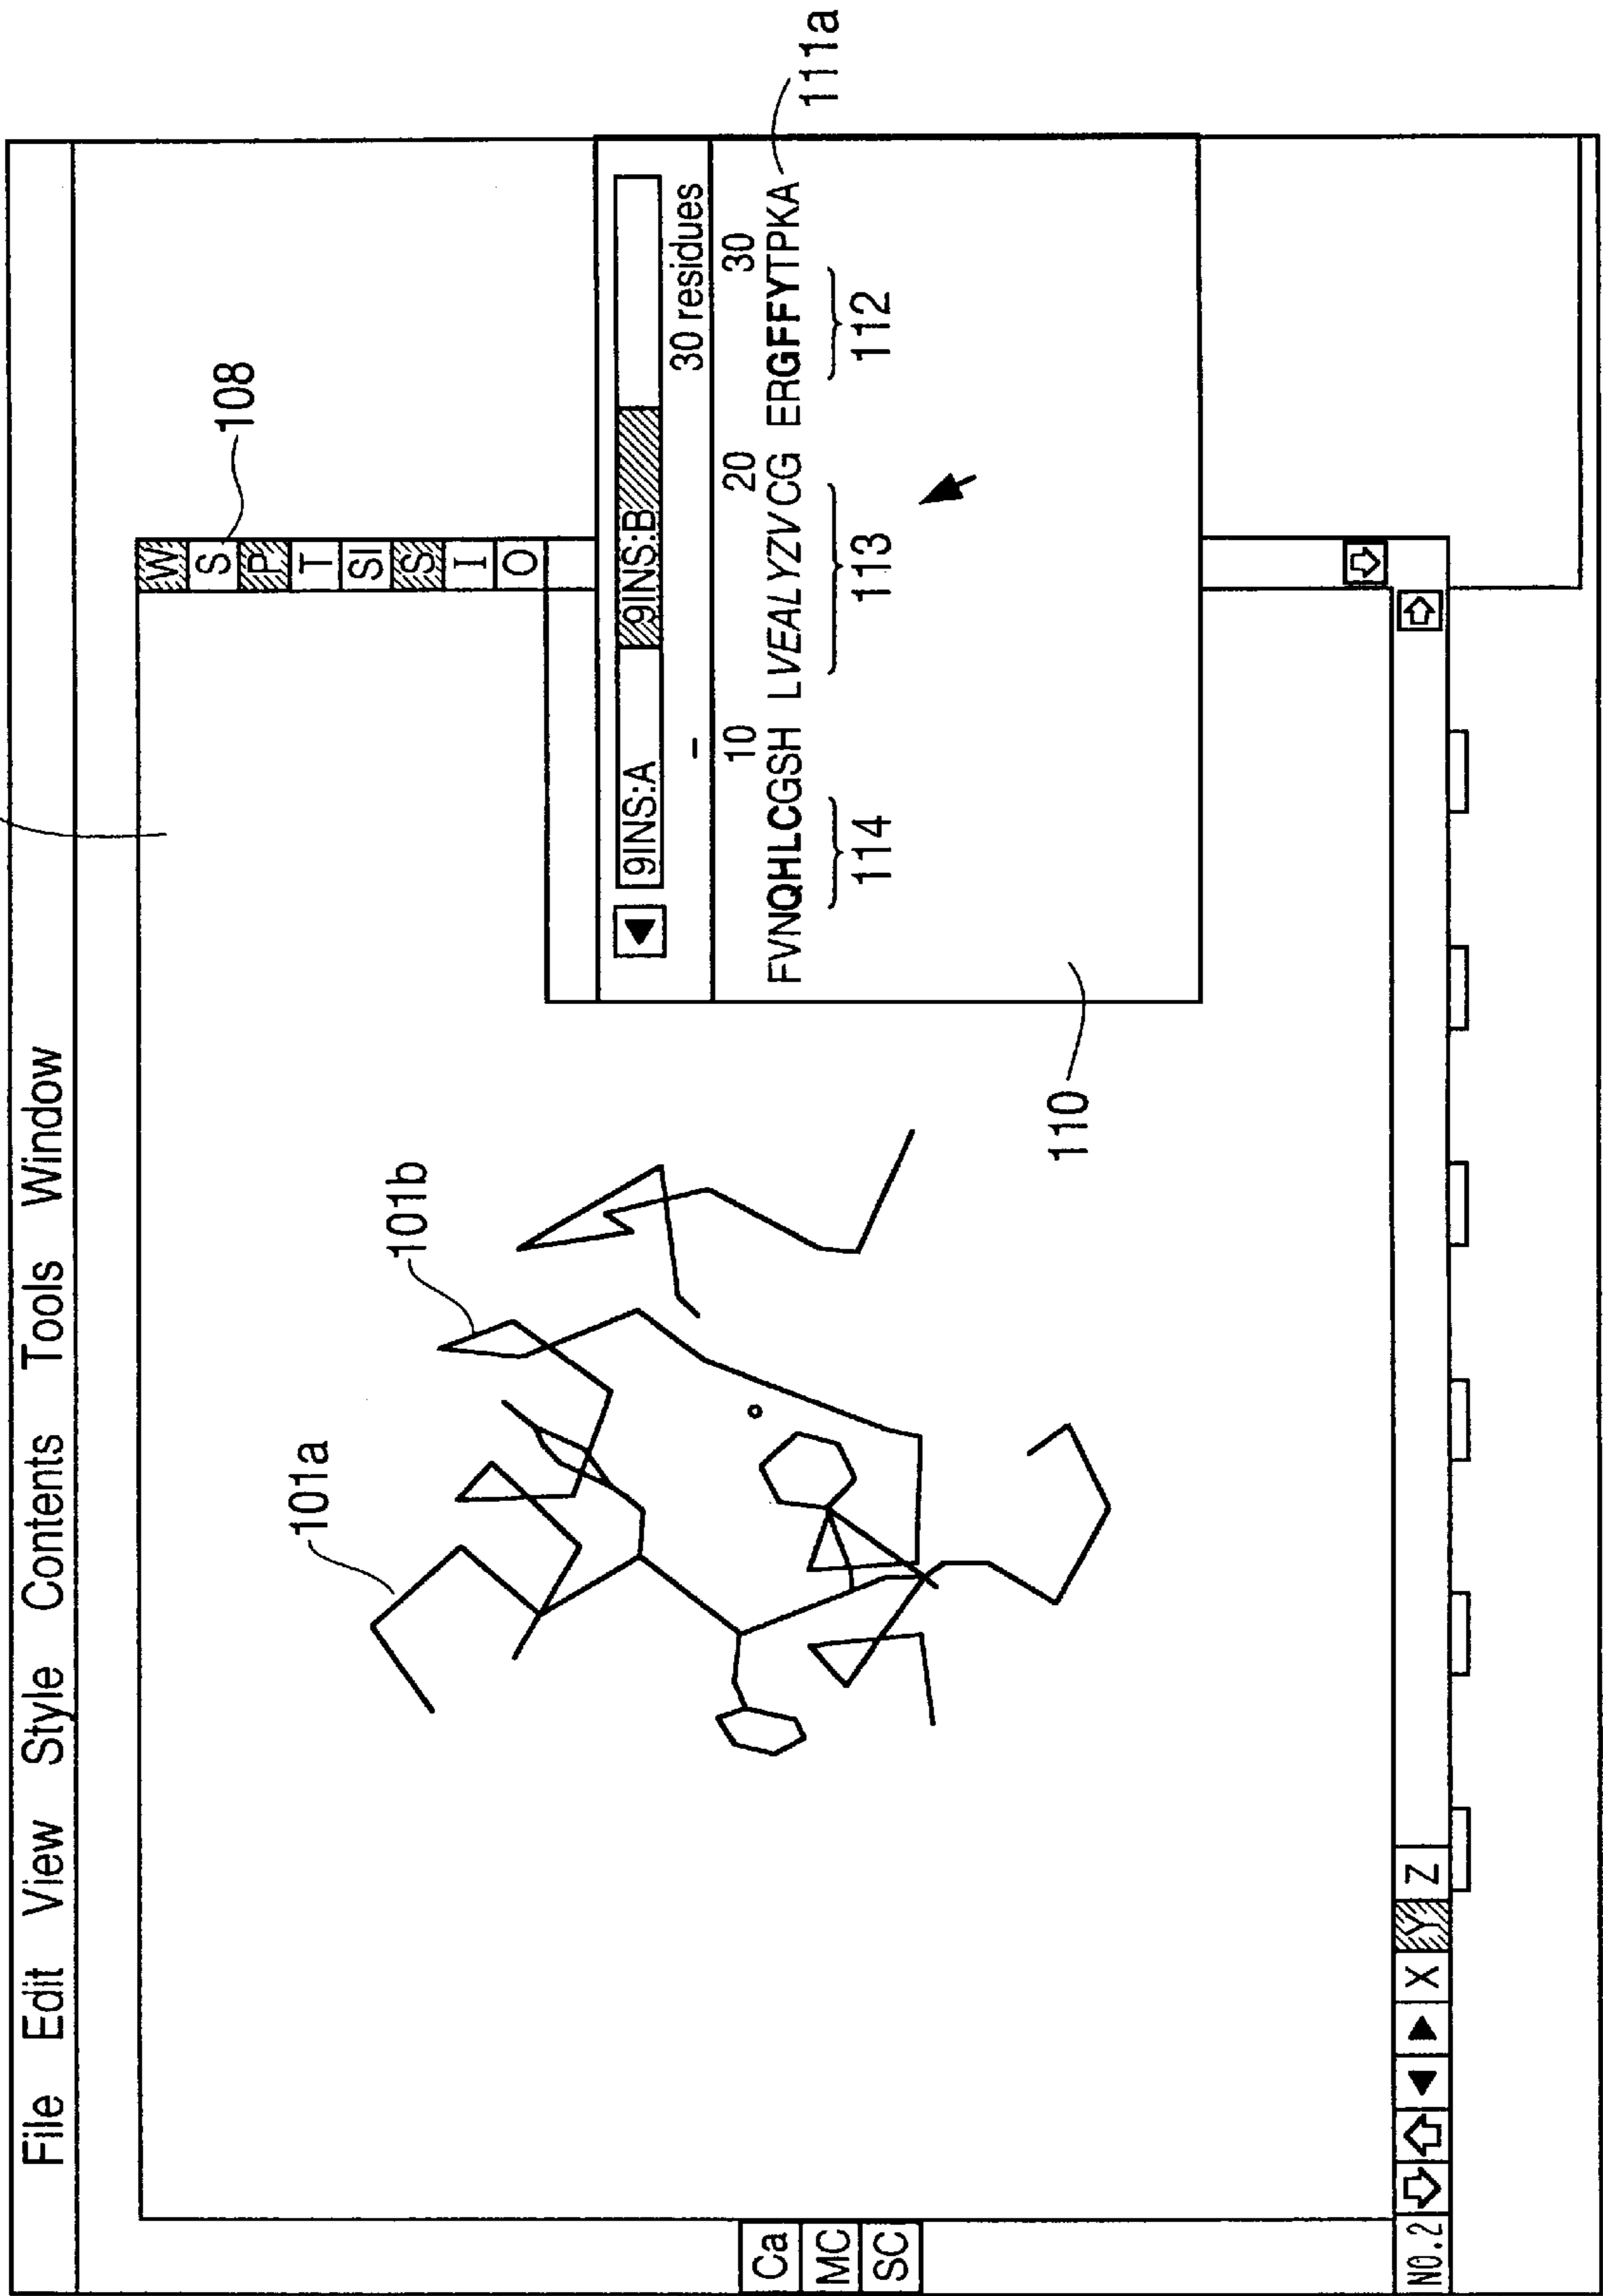 File Edit View Style Contents Tools Window
W
S
P
T
SI
S
I
O
108
101a
101b
9INS:A 9INS:B
30 residues
10 20 30
FVNQHLCGSH LVEALYZVCG ERGFFYTPKA
111a
114 113 112
110
Ca
MC
SC
NO.2 X Y Z